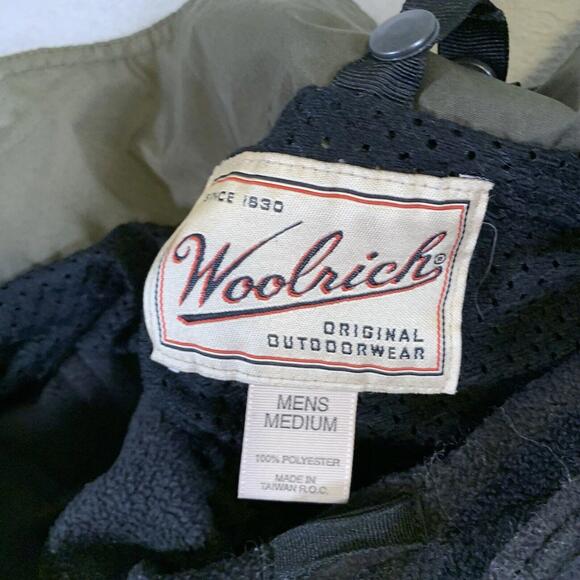 SINCE 1830
Woolrich®
ORIGINAL
OUTDOORWEAR
MENS
MEDIUM
100% POLYESTER
MADE IN
TAIWAN R.O.C.